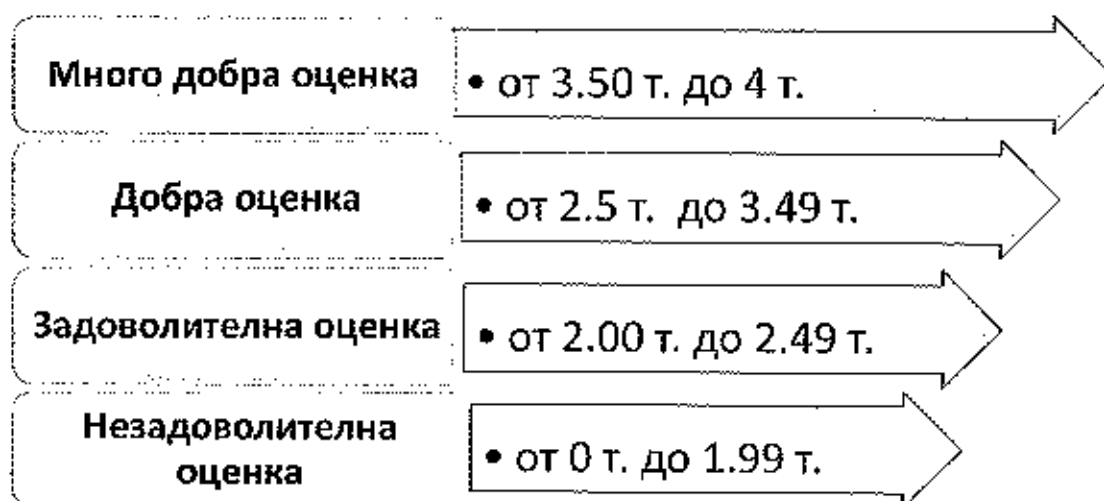 Много добра оценка
• от 3.50 т. до 4 т.
Добра оценка
• от 2.5 т. до 3.49 т.
Задоволителна оценка
• от 2.00 т. до 2.49 т.
Незадоволителна
оценка
• от 0 т. до 1.99 т.